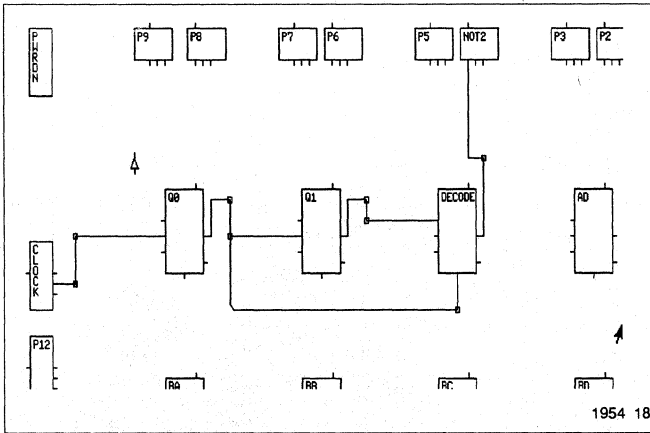 PWRDN
P9 P8 P7 P6 P5 NOT2 P3 P2
Q0 Q1 DECODE AD
CLOCK
P12
BA BB BC BD
1954 18